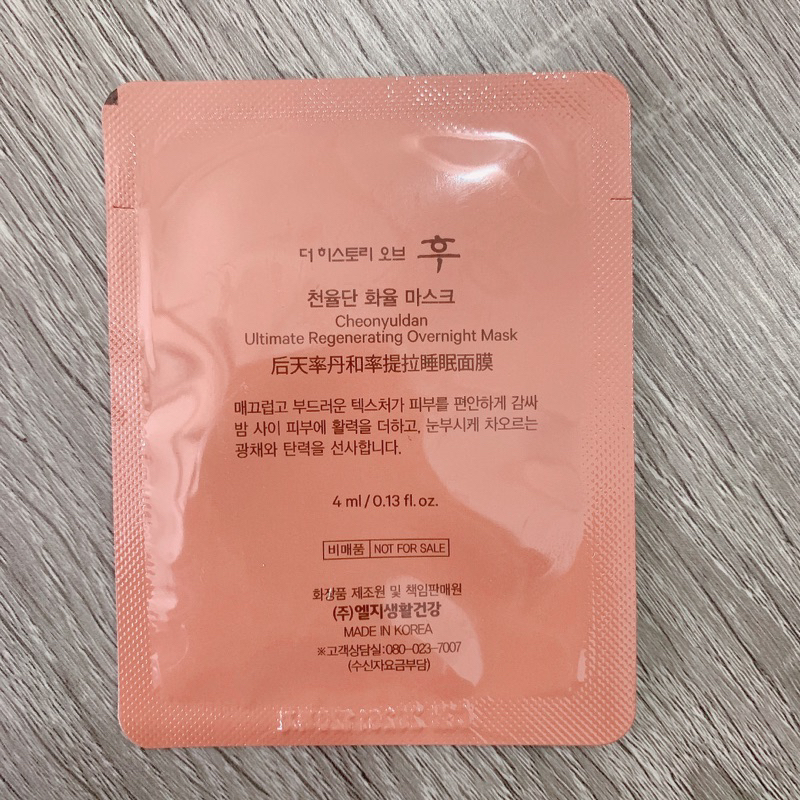 더 히스토리 오브 후
천율단 화율 마스크
Cheonyuldan
Ultimate Regenerating Overnight Mask
后天率丹和率提拉睡眠面膜
매끄럽고 부드러운 텍스처가 피부를 편안하게 감싸
밤 사이 피부에 활력을 더하고, 눈부시게 차오르는
광채와 탄력을 선사합니다.
4 ml / 0.13 fl. oz.
비매품 NOT FOR SALE
화장품 제조원 및 책임판매원
(주)엘지생활건강
MADE IN KOREA
※고객상담실:080-023-7007
(수신자요금부담)